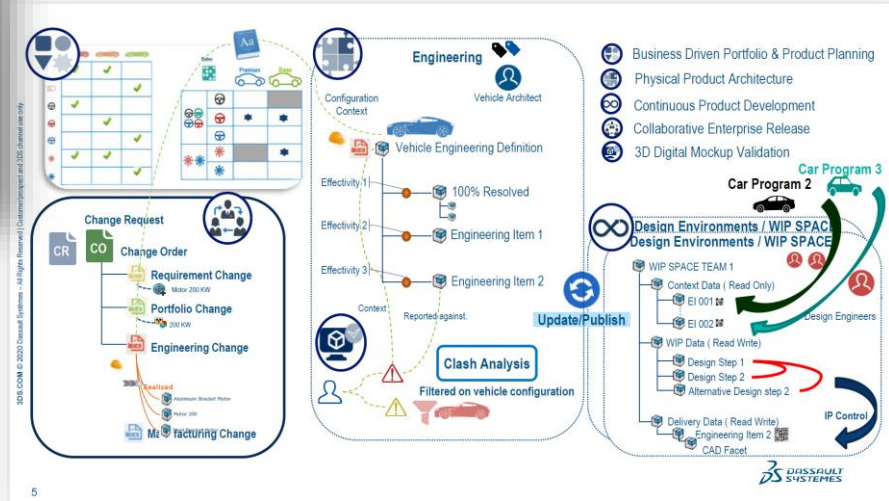 3DS.COM © 2020 Dassault Systèmes – All Rights Reserved | Customer/prospect and 3DS channel use only
Aa
Dates
Premium
Base
Change Request
CR
CO
Change Order
Requirement Change
Motor 200 KW
Portfolio Change
200 KW
Engineering Change
Realized
Aluminum Bracket Motor
Motor 200
Manufacturing Change
Engineering
Configuration
Context
Vehicle Architect
Vehicle Engineering Definition
Effectivity 1
100% Resolved
Effectivity 2
Engineering Item 1
Effectivity 3
Engineering Item 2
Context
Reported against.
Clash Analysis
Filtered on vehicle configuration
Update/Publish
Business Driven Portfolio & Product Planning
Physical Product Architecture
Continuous Product Development
Collaborative Enterprise Release
3D Digital Mockup Validation
Car Program 3
Car Program 2
Design Environments / WIP SPACE
Design Environments / WIP SPACE
WIP SPACE TEAM 1
Context Data ( Read Only)
EI 001
EI 002
Design Engineers
WIP Data ( Read Write)
Design Step 1
Design Step 2
Alternative Design step 2
IP Control
Delivery Data ( Read Write)
Engineering Item 2
CAD Facet
DASSAULT
SYSTEMES
5